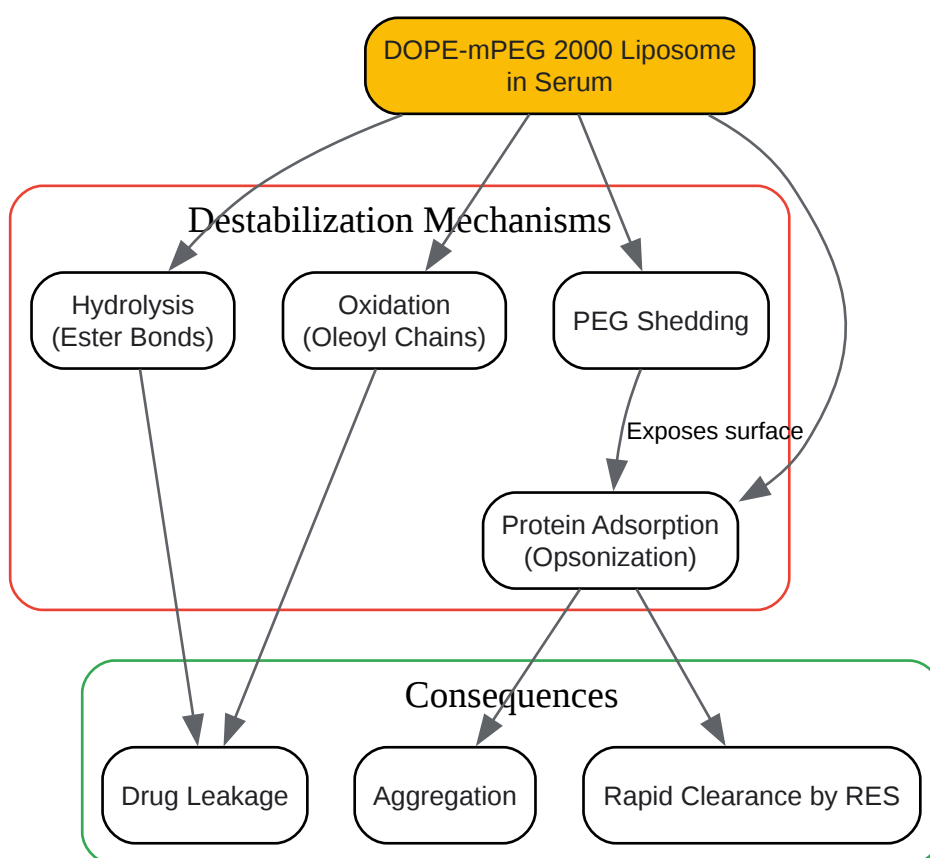 DOPE-mPEG 2000 Liposome
in Serum
Destabilization Mechanisms
Hydrolysis
(Ester Bonds)
Oxidation
(Oleoyl Chains)
PEG Shedding
Exposes surface
Protein Adsorption
(Opsonization)
Consequences
Drug Leakage
Aggregation
Rapid Clearance by RES